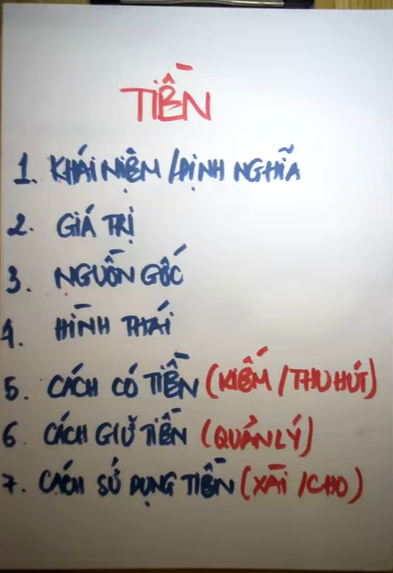 TIỀN
1. KHÁI NIỆM / ĐỊNH NGHĨA
2. GIÁ TRỊ
3. NGUỒN GỐC
4. HÌNH THÁI
5. CÁCH CÓ TIỀN (KIẾM / THU HÚT)
6. CÁCH GIỮ TIỀN (QUẢN LÝ)
7. CÁCH SỬ DỤNG TIỀN (XÀI / CHO)